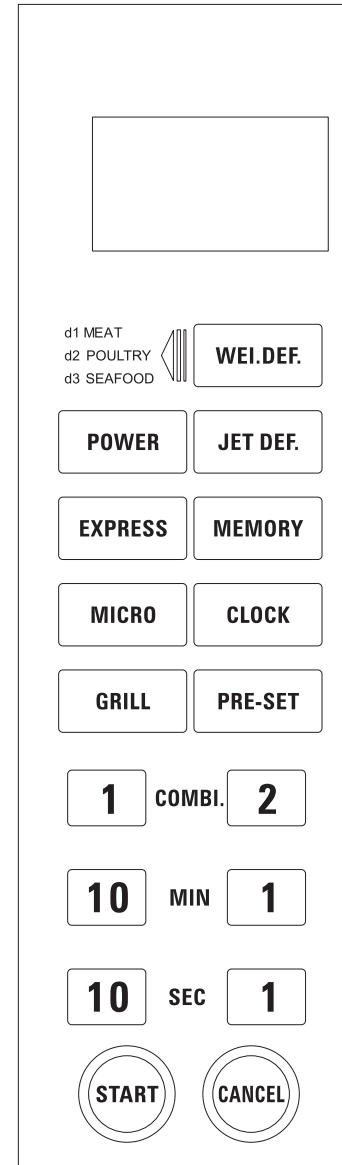 d1 MEAT
d2 POULTRY
d3 SEAFOOD
WEI.DEF.
POWER JET DEF.
EXPRESS MEMORY
MICRO CLOCK
GRILL PRE-SET
1 COMBI. 2
10 MIN 1
10 SEC 1
START CANCEL